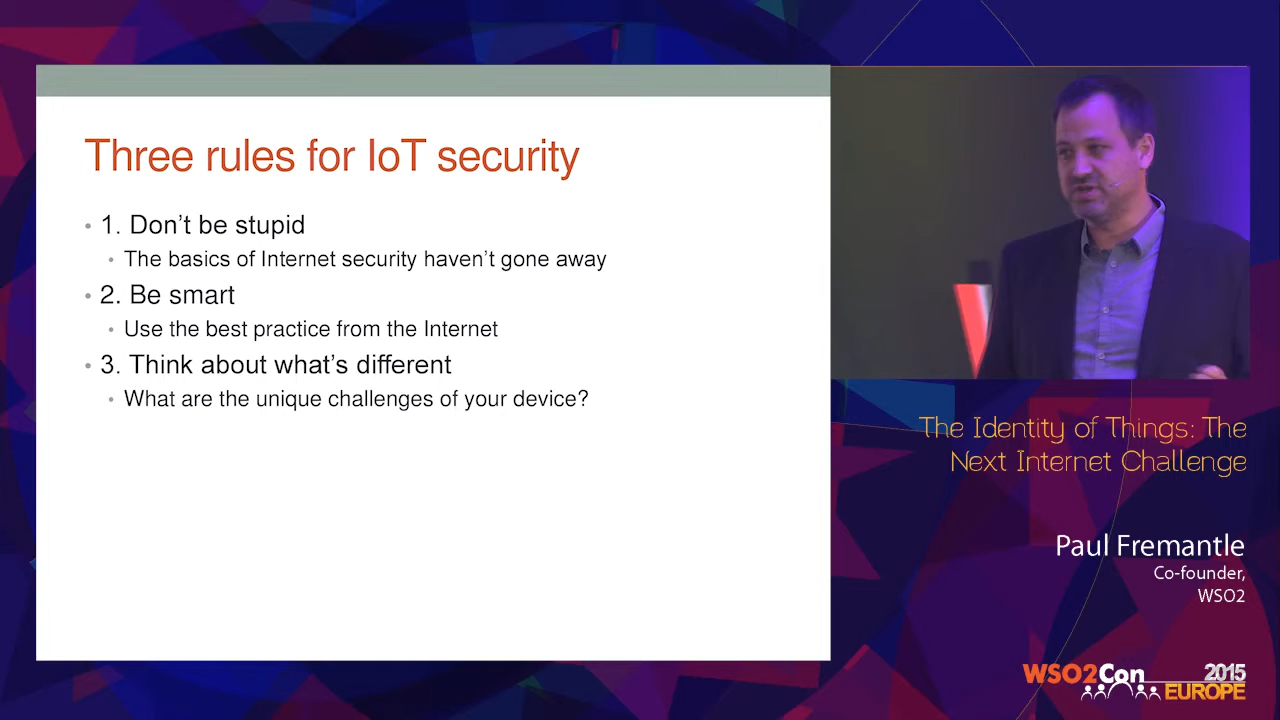 Three rules for IoT security
• 1. Don't be stupid
• The basics of Internet security haven't gone away
• 2. Be smart
• Use the best practice from the Internet
• 3. Think about what's different
• What are the unique challenges of your device?
The Identity of Things: The
Next Internet Challenge
Paul Fremantle
Co-founder,
WSO2
WSO2Con 2015
EUROPE